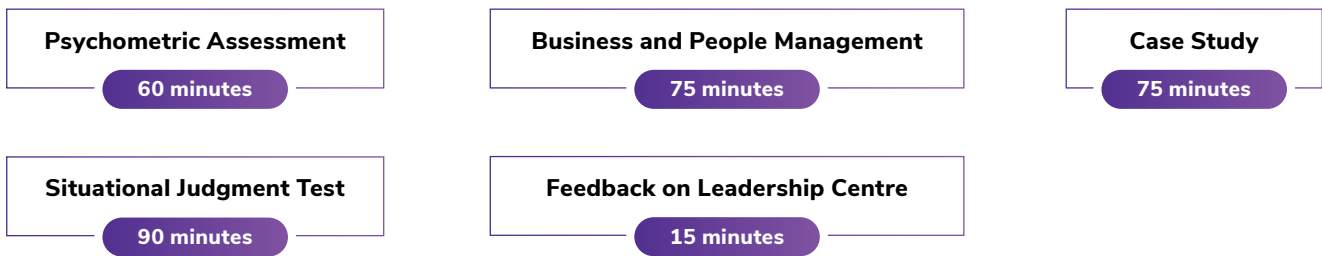 Psychometric Assessment
60 minutes
Business and People Management
75 minutes
Case Study
75 minutes
Situational Judgment Test
90 minutes
Feedback on Leadership Centre
15 minutes